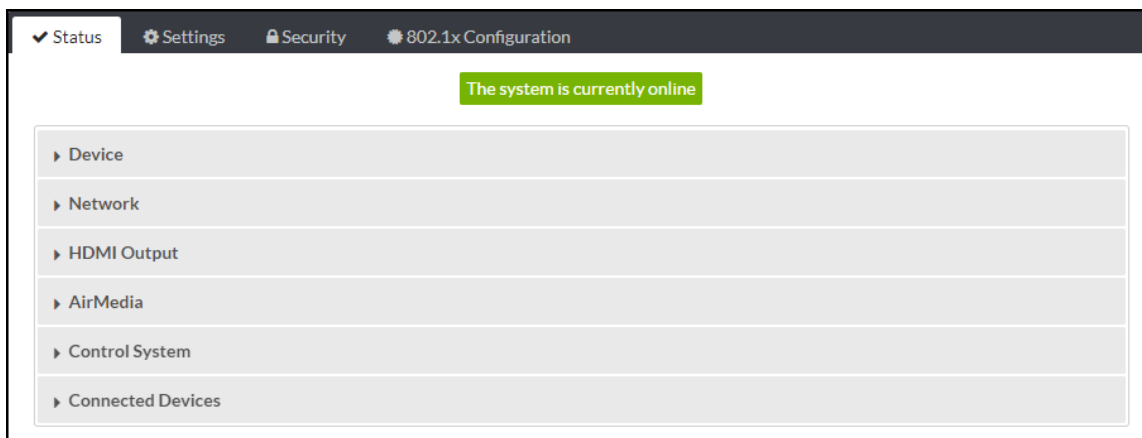 Status Settings Security 802.1x Configuration
The system is currently online
Device
Network
HDMI Output
AirMedia
Control System
Connected Devices